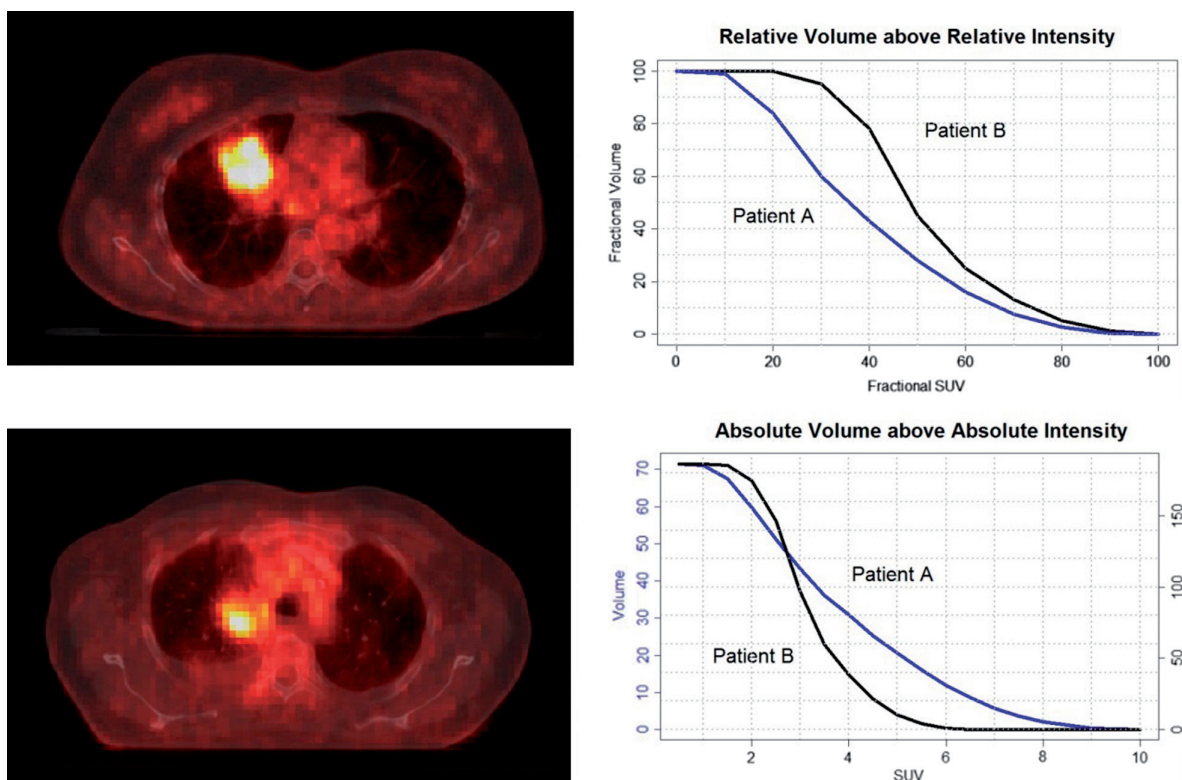 Relative Volume above Relative Intensity
Fractional Volume
100
80
60
40
20
0
Patient B
Patient A
0 20 40 60 80 100
Fractional SUV
Absolute Volume above Absolute Intensity
Volume
70
60
50
40
30
20
10
0
Patient A
Patient B
150
100
50
0
2 4 6 8 10
SUV